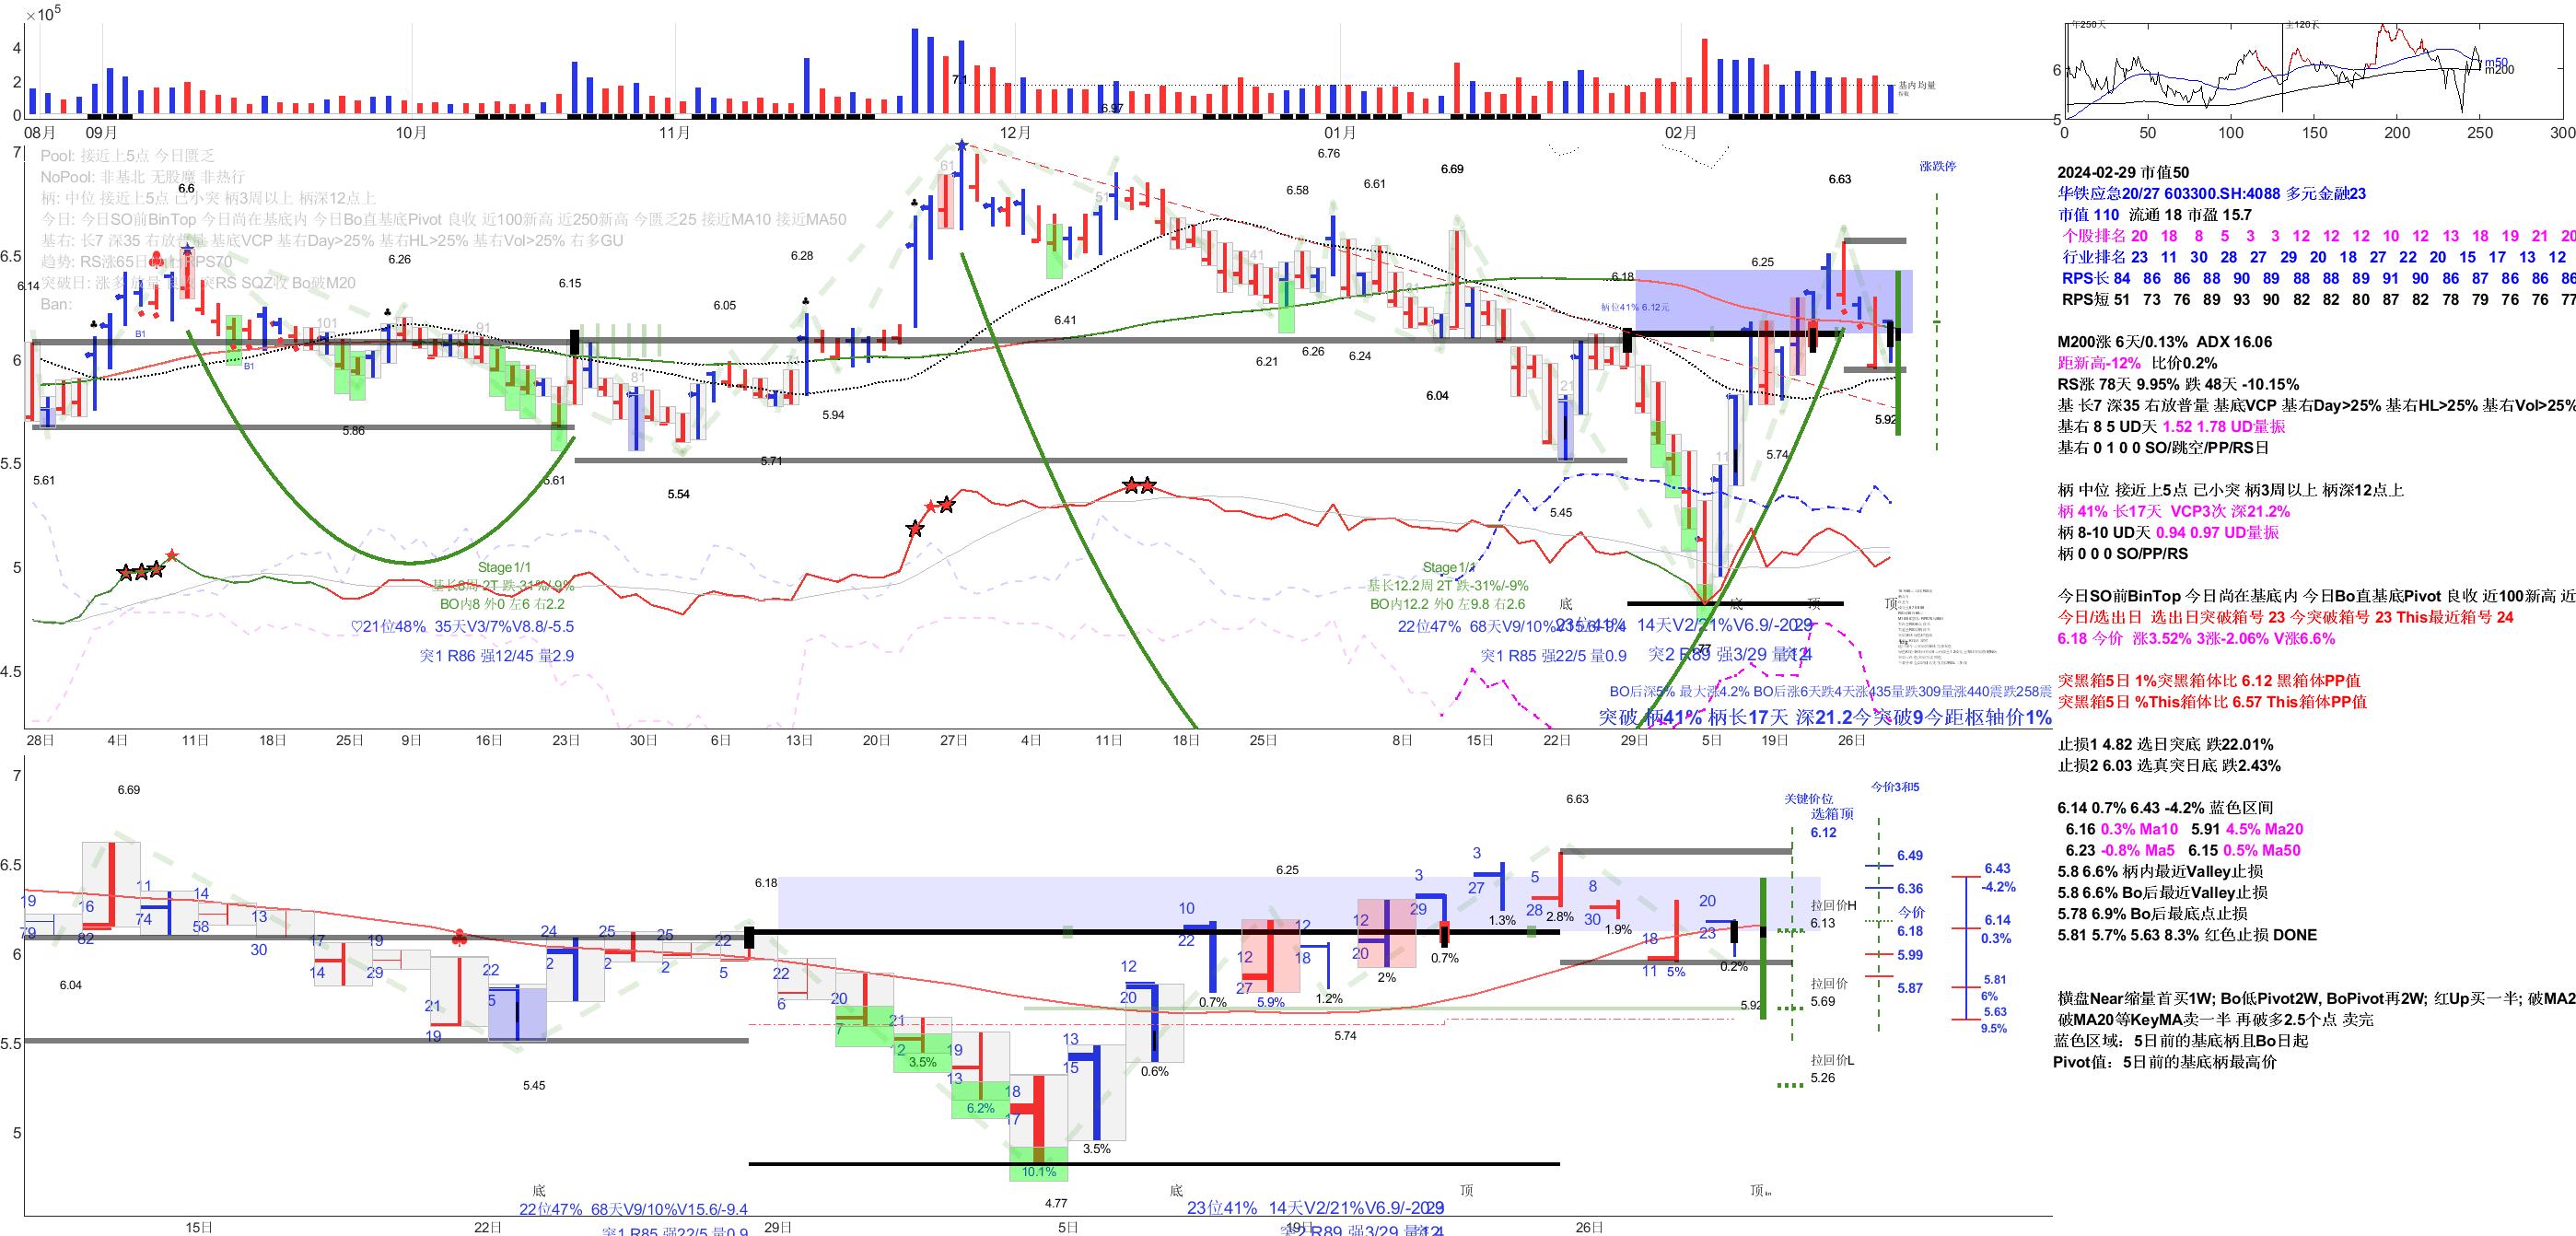 ×10⁵
4
2
0
7.1
6.97
基内均量
08月 09月 10月 11月 12月 01月 02月
年250天 主120天
6
5
m50
m200
0 50 100 150 200 250 300
7
6.5
6
5.5
5
4.5
Pool: 接近上5点 今日匮乏
NoPool: 非基北 无股魔 非热行
柄: 中位 接近上5点 已小突 柄3周以上 柄深12点上
今日: 今日SO前BinTop 今日尚在基底内 今日Bo直基底Pivot 良收 近100新高 近250新高 今匮乏25 接近MA10 接近MA50
基右: 长7 深35 右放普量 基底VCP 基右Day>25% 基右HL>25% 基右Vol>25% 右多GU
趋势: RS涨65日
突破日: 涨多 突RS SQZ收 Bo破M20
Ban:
6.14 6.6 6.26 6.15 6.05 6.28 6.41 6.58 6.76 6.61 6.69 6.18 6.25 6.63
5.61 5.86 5.61 5.71 5.54 5.94 6.21 6.26 6.24 6.04 5.45 5.74 5.92
B1 B1
101 91 81 61 51 41 21 11
柄位41% 6.12元
涨跌停
Stage1/1
基长8周 2T 跌-31%/-9%
BO内8 外0 左6 右2.2
♡21位48% 35天V3/7%V8.8/-5.5
突1 R86 强12/45 量2.9
Stage1/1
基长12.2周 2T 跌-31%/-9%
BO内12.2 外0 左9.8 右2.6
22位47% 68天V9/10%V15.6/-9.4
突1 R85 强22/5 量0.9
底 底 顶 顶
23位41% 14天V2/21%V6.9/-20.9
突2 R89 强3/29
BO后深5% 最大涨4.2% BO后涨6天跌4天涨435量跌309量涨440震跌258震
突破 柄41% 柄长17天 深21.2今突破9今距枢轴价1%
28日 4日 11日 18日 25日 9日 16日 23日 30日 6日 13日 20日 27日 4日 11日 18日 25日 8日 15日 22日 29日 5日 19日 26日
7
6.5
6
5.5
5
6.69
6.04
5.45
6.18
6.25
5.74
6.63
5.92
4.77
19 79 16 82 11 74 14 58 13 30 17 14 19 29 21 19 22 5 24 2 25 2 25 2 22 5
22 6 20 7 21 12 19 13 18 17 13 15 12 20 10 22 12 27 12 18 12 20 3 29 3 27 5 28 8 30 18 11 20 23
3.5% 6.2% 10.1% 3.5% 0.6% 0.7% 5.9% 1.2% 2% 0.7% 1.3% 2.8% 1.9% 5% 0.2%
关键价位
选箱顶
6.12
拉回价H
6.13
拉回价
5.69
拉回价L
5.26
今价3和5
6.49
6.36
今价
6.18
5.99
5.87
6.43
-4.2%
6.14
0.3%
5.81
6%
5.63
9.5%
底 底 顶 顶
22位47% 68天V9/10%V15.6/-9.4
突1 R85 强22/5 量0.9
23位41% 14天V2/21%V6.9/-20.9
突2 R89 强3/29
15日 22日 29日 5日 19日 26日
2024-02-29 市值50
华铁应急20/27 603300.SH:4088 多元金融23
市值 110 流通 18 市盈 15.7
个股排名 20 18 8 5 3 3 12 12 12 10 12 13 18 19 21 20
行业排名 23 11 30 28 27 29 20 18 27 22 20 15 17 13 12
RPS长 84 86 86 88 90 89 88 88 89 91 90 86 87 86 86 86
RPS短 51 73 76 89 93 90 82 82 80 87 82 78 79 76 76 77
M200涨 6天/0.13% ADX 16.06
距新高-12% 比价0.2%
RS涨 78天 9.95% 跌 48天 -10.15%
基 长7 深35 右放普量 基底VCP 基右Day>25% 基右HL>25% 基右Vol>25%
基右 8 5 UD天 1.52 1.78 UD量振
基右 0 1 0 0 SO/跳空/PP/RS日
柄 中位 接近上5点 已小突 柄3周以上 柄深12点上
柄 41% 长17天 VCP3次 深21.2%
柄 8-10 UD天 0.94 0.97 UD量振
柄 0 0 0 SO/PP/RS
今日SO前BinTop 今日尚在基底内 今日Bo直基底Pivot 良收 近100新高 近
今日/选出日 选出日突破箱号 23 今突破箱号 23 This最近箱号 24
6.18 今价 涨3.52% 3涨-2.06% V涨6.6%
突黑箱5日 1%突黑箱体比 6.12 黑箱体PP值
突黑箱5日 %This箱体比 6.57 This箱体PP值
止损1 4.82 选日突底 跌22.01%
止损2 6.03 选真突日底 跌2.43%
6.14 0.7% 6.43 -4.2% 蓝色区间
6.16 0.3% Ma10 5.91 4.5% Ma20
6.23 -0.8% Ma5 6.15 0.5% Ma50
5.8 6.6% 柄内最近Valley止损
5.8 6.6% Bo后最近Valley止损
5.78 6.9% Bo后最底点止损
5.81 5.7% 5.63 8.3% 红色止损 DONE
横盘Near缩量首买1W; Bo低Pivot2W, BoPivot再2W; 红Up买一半; 破MA2
破MA20等KeyMA卖一半 再破多2.5个点 卖完
蓝色区域：5日前的基底柄且Bo日起
Pivot值：5日前的基底柄最高价